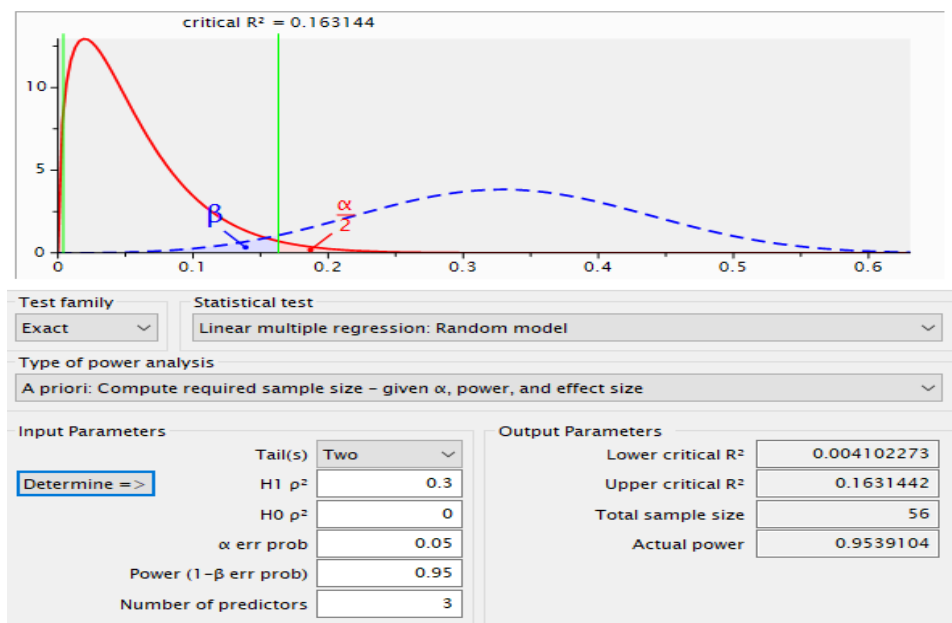 critical R² = 0.163144
10
5
0
β
α
2
0 0.1 0.2 0.3 0.4 0.5 0.6
Test family Statistical test
Exact Linear multiple regression: Random model
Type of power analysis
A priori: Compute required sample size – given α, power, and effect size
Input Parameters Output Parameters
Tail(s) Two Lower critical R² 0.004102273
Determine => H1 ρ² 0.3 Upper critical R² 0.1631442
H0 ρ² 0 Total sample size 56
α err prob 0.05 Actual power 0.9539104
Power (1-β err prob) 0.95
Number of predictors 3